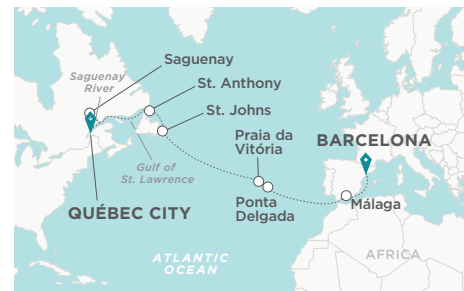 Saguenay
Saguenay
River
St. Anthony
St. Johns
Praia da
Vitória
BARCELONA
Gulf of
St. Lawrence
QUÉBEC CITY
Ponta
Delgada
Málaga
ATLANTIC
OCEAN
AFRICA